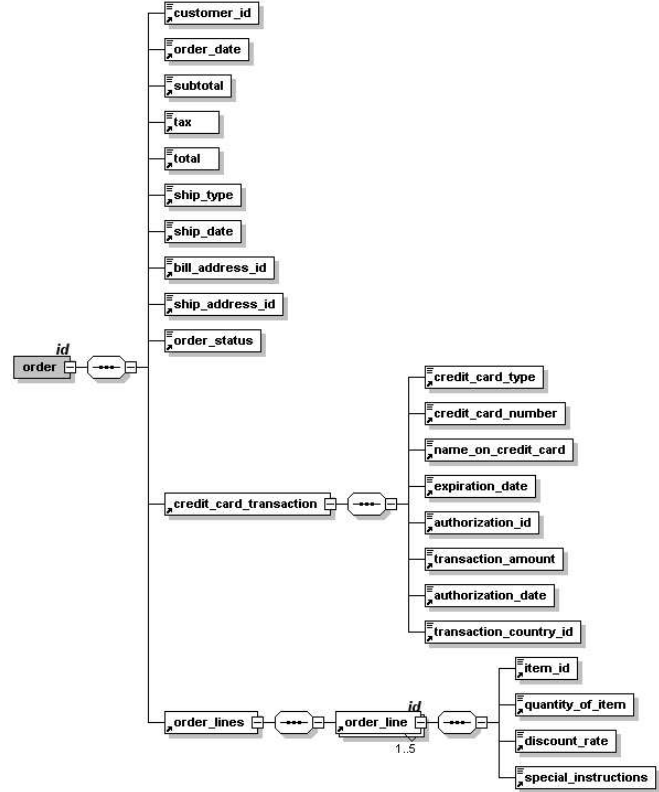 customer_id
order_date
subtotal
tax
total
ship_type
ship_date
bill_address_id
ship_address_id
order_status
id
order
credit_card_type
credit_card_number
name_on_credit_card
expiration_date
credit_card_transaction
authorization_id
transaction_amount
authorization_date
transaction_country_id
item_id
quantity_of_item
id
order_lines
order_line
1..5
discount_rate
special_instructions